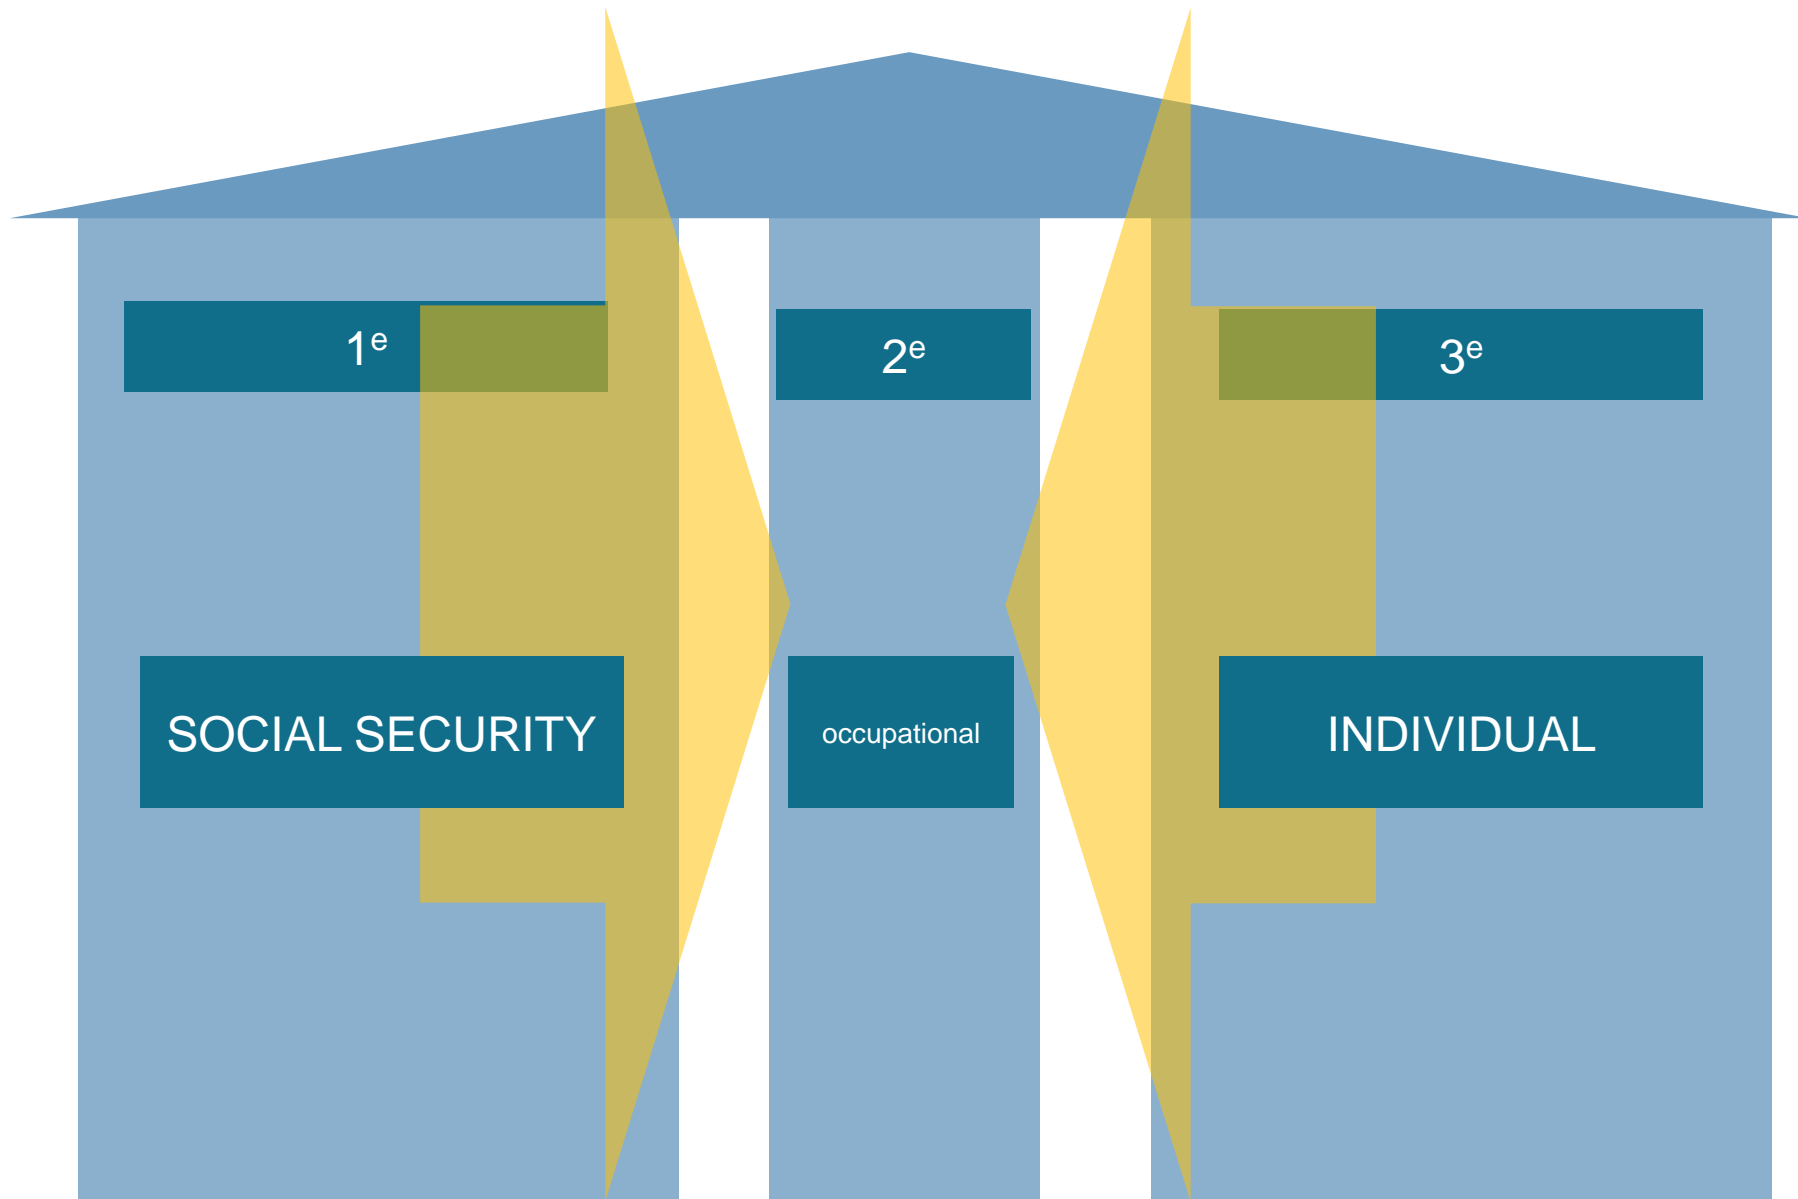 1ᵉ
2ᵉ
3ᵉ
SOCIAL SECURITY
occupational
INDIVIDUAL